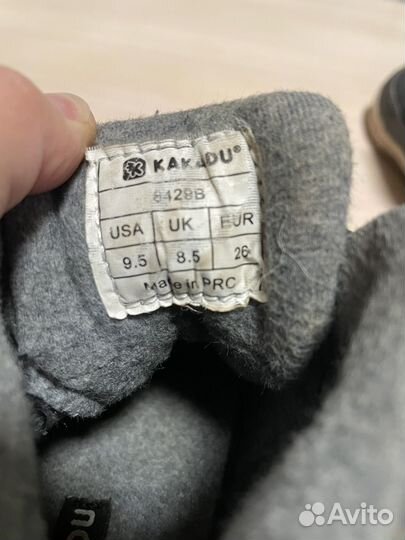 KAKADU®
8429B
USA UK EUR
9.5 8.5 26
Made in PRC
Avito